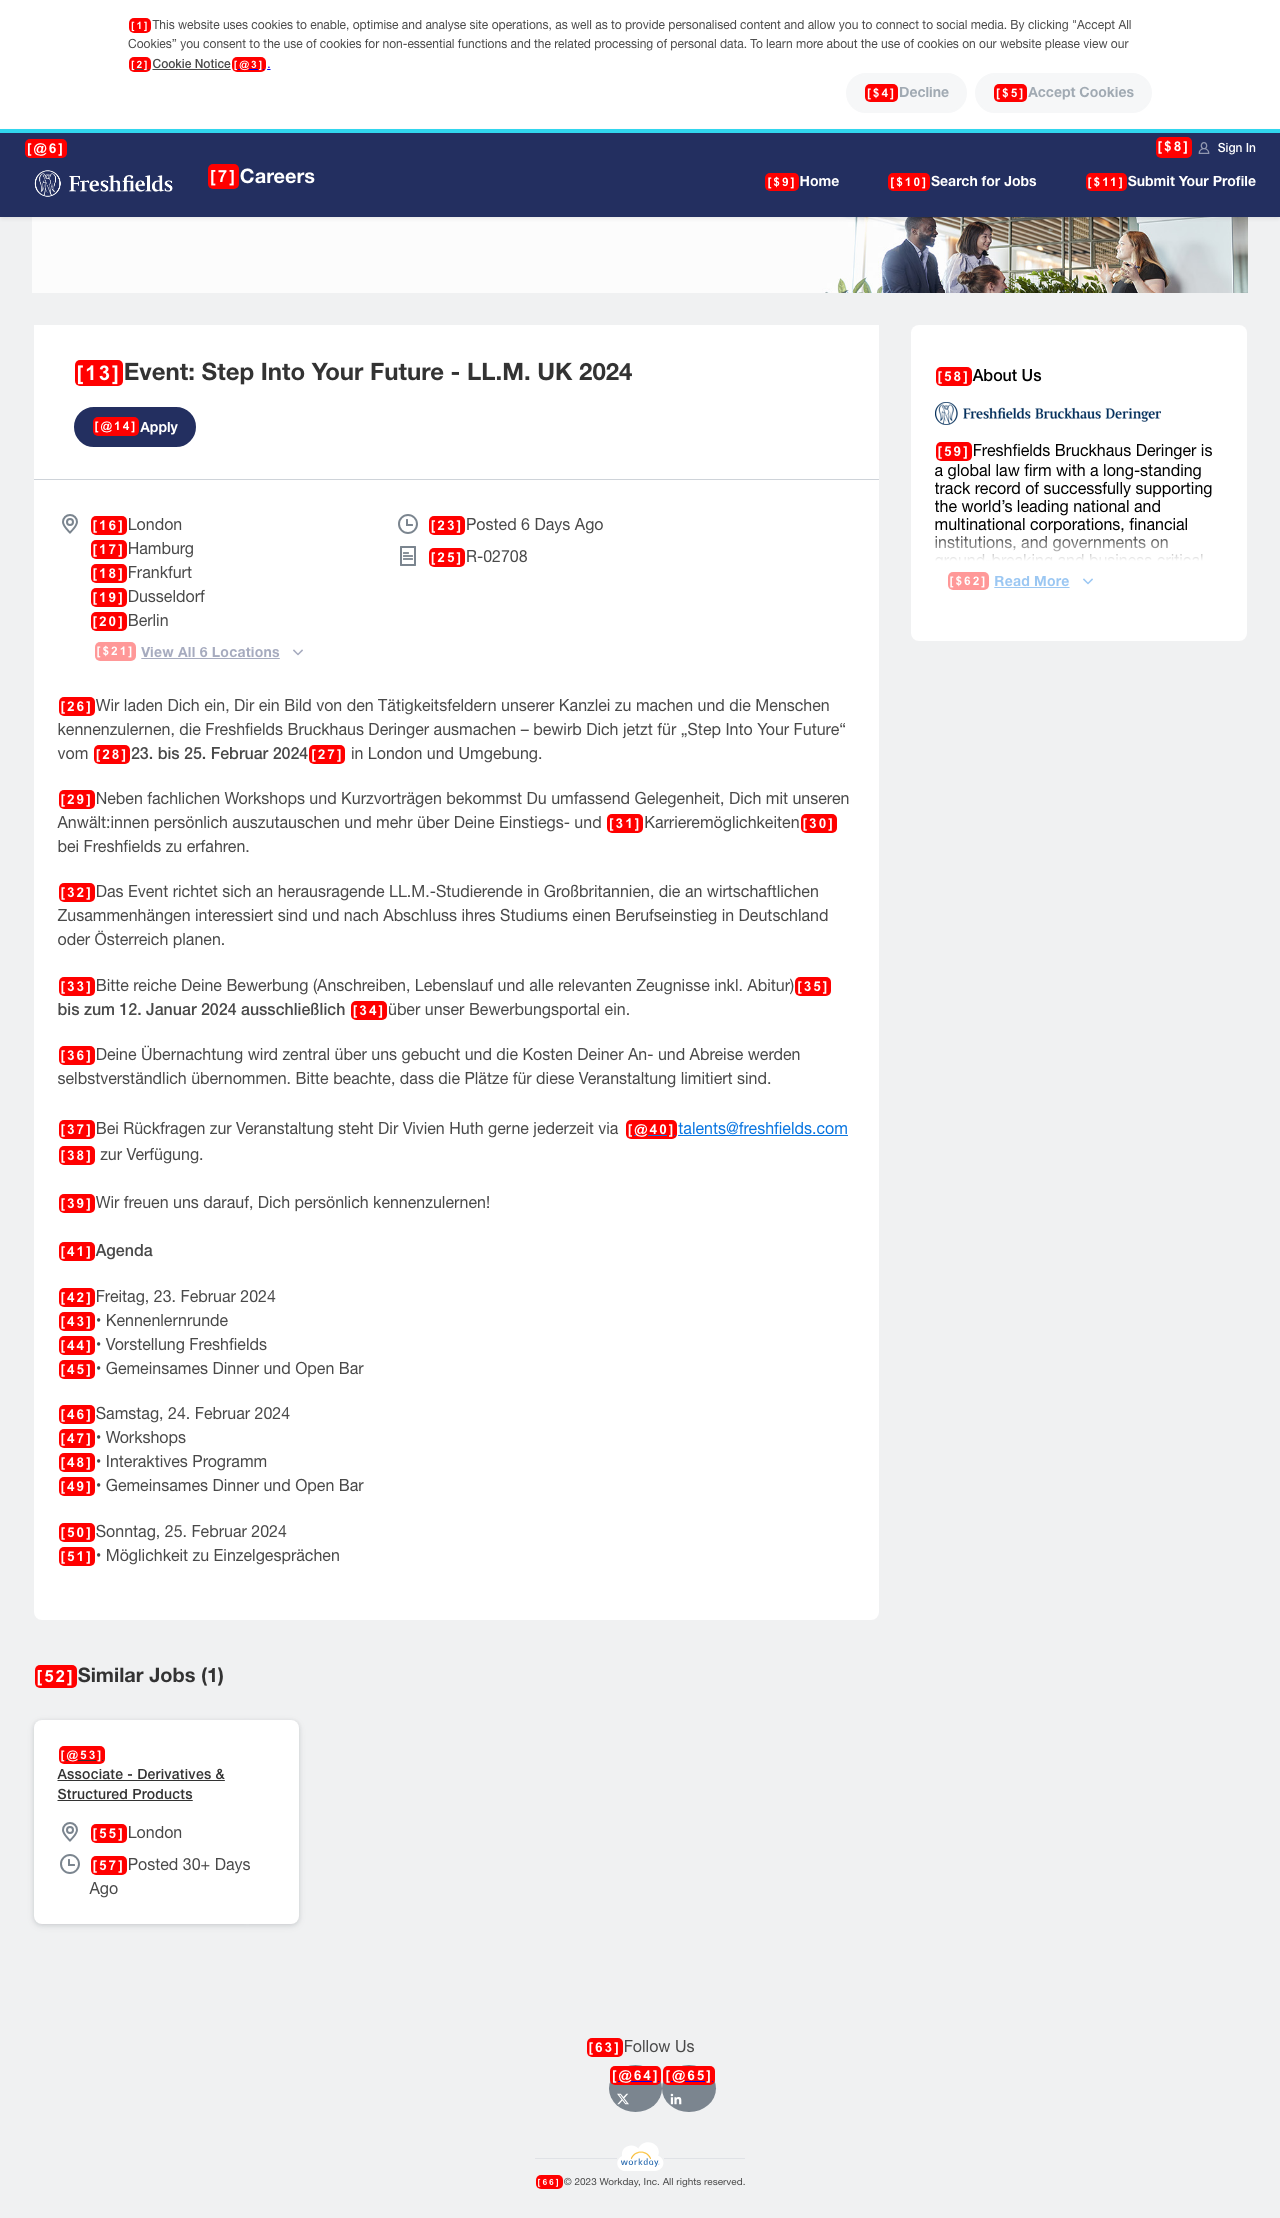 [1]This website uses cookies to enable, optimise and analyse site operations, as well as to provide personalised content and allow you to connect to social media. By clicking "Accept All
Cookies” you consent to the use of cookies for non-essential functions and the related processing of personal data. To learn more about the use of cookies on our website please view our
[2]Cookie Notice[@3].
[$4]Decline
[$5]Accept Cookies
[@6]
[$8] Sign In
Freshfields
[7]Careers
[$9]Home
[$10]Search for Jobs
[$11]Submit Your Profile
[13]Event: Step Into Your Future - LL.M. UK 2024
[@14]Apply
[16]London
[17]Hamburg
[18]Frankfurt
[19]Dusseldorf
[20]Berlin
[$21] View All 6 Locations
[23]Posted 6 Days Ago
[25]R-02708
[26]Wir laden Dich ein, Dir ein Bild von den Tätigkeitsfeldern unserer Kanzlei zu machen und die Menschen
kennenzulernen, die Freshfields Bruckhaus Deringer ausmachen – bewirb Dich jetzt für „Step Into Your Future“
vom [28]23. bis 25. Februar 2024[27] in London und Umgebung.
[29]Neben fachlichen Workshops und Kurzvorträgen bekommst Du umfassend Gelegenheit, Dich mit unseren
Anwält:innen persönlich auszutauschen und mehr über Deine Einstiegs- und [31]Karrieremöglichkeiten[30]
bei Freshfields zu erfahren.
[32]Das Event richtet sich an herausragende LL.M.-Studierende in Großbritannien, die an wirtschaftlichen
Zusammenhängen interessiert sind und nach Abschluss ihres Studiums einen Berufseinstieg in Deutschland
oder Österreich planen.
[33]Bitte reiche Deine Bewerbung (Anschreiben, Lebenslauf und alle relevanten Zeugnisse inkl. Abitur)[35]
bis zum 12. Januar 2024 ausschließlich [34]über unser Bewerbungsportal ein.
[36]Deine Übernachtung wird zentral über uns gebucht und die Kosten Deiner An- und Abreise werden
selbstverständlich übernommen. Bitte beachte, dass die Plätze für diese Veranstaltung limitiert sind.
[37]Bei Rückfragen zur Veranstaltung steht Dir Vivien Huth gerne jederzeit via [@40]talents@freshfields.com
[38] zur Verfügung.
[39]Wir freuen uns darauf, Dich persönlich kennenzulernen!
[41]Agenda
[42]Freitag, 23. Februar 2024
[43]• Kennenlernrunde
[44]• Vorstellung Freshfields
[45]• Gemeinsames Dinner und Open Bar
[46]Samstag, 24. Februar 2024
[47]• Workshops
[48]• Interaktives Programm
[49]• Gemeinsames Dinner und Open Bar
[50]Sonntag, 25. Februar 2024
[51]• Möglichkeit zu Einzelgesprächen
[58]About Us
Freshfields Bruckhaus Deringer
[59]Freshfields Bruckhaus Deringer is
a global law firm with a long-standing
track record of successfully supporting
the world’s leading national and
multinational corporations, financial
institutions, and governments on
ground-breaking and business-critical
[$62] Read More
[52]Similar Jobs (1)
[@53]
Associate - Derivatives &
Structured Products
[55]London
[57]Posted 30+ Days
Ago
[63]Follow Us
[@64] [@65]
workday
[66]© 2023 Workday, Inc. All rights reserved.